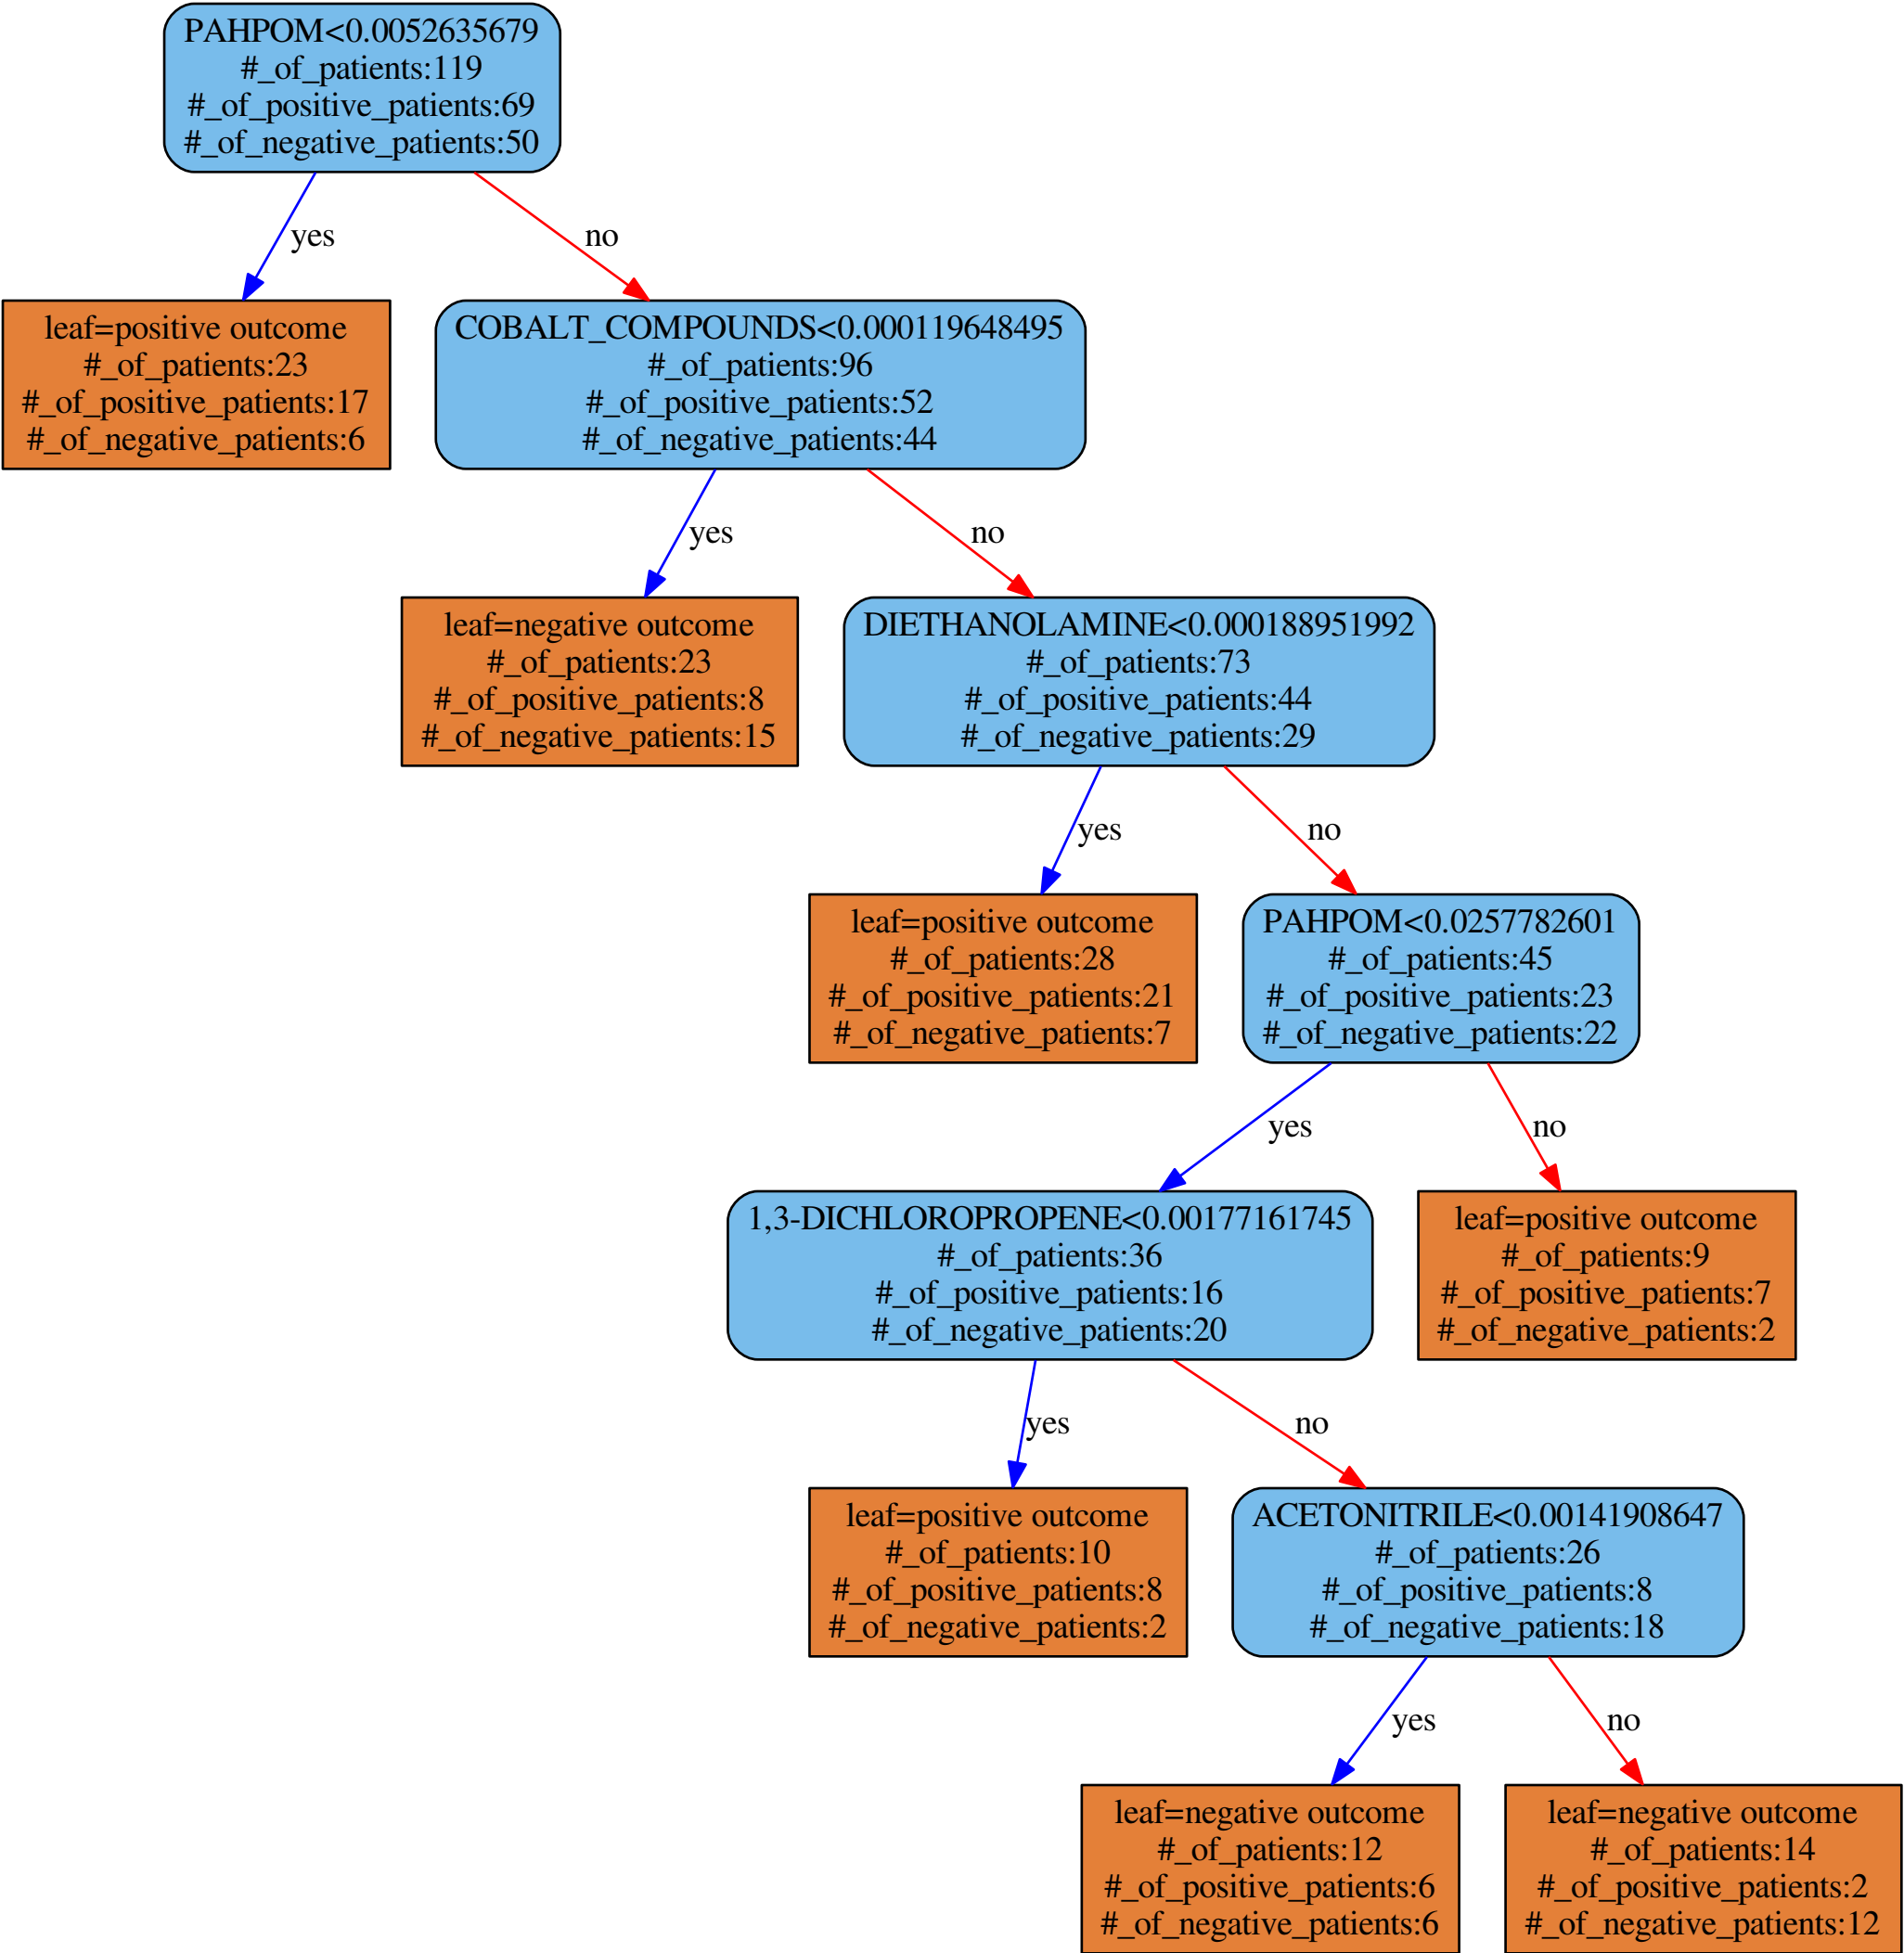 PAHPOM<0.0052635679
#_of_patients:119
#_of_positive_patients:69
#_of_negative_patients:50
yes
no
leaf=positive outcome
#_of_patients:23
#_of_positive_patients:17
#_of_negative_patients:6
COBALT_COMPOUNDS<0.000119648495
#_of_patients:96
#_of_positive_patients:52
#_of_negative_patients:44
yes
no
leaf=negative outcome
#_of_patients:23
#_of_positive_patients:8
#_of_negative_patients:15
DIETHANOLAMINE<0.000188951992
#_of_patients:73
#_of_positive_patients:44
#_of_negative_patients:29
yes
no
leaf=positive outcome
#_of_patients:28
#_of_positive_patients:21
#_of_negative_patients:7
PAHPOM<0.0257782601
#_of_patients:45
#_of_positive_patients:23
#_of_negative_patients:22
yes
no
1,3-DICHLOROPROPENE<0.00177161745
#_of_patients:36
#_of_positive_patients:16
#_of_negative_patients:20
leaf=positive outcome
#_of_patients:9
#_of_positive_patients:7
#_of_negative_patients:2
yes
no
leaf=positive outcome
#_of_patients:10
#_of_positive_patients:8
#_of_negative_patients:2
ACETONITRILE<0.00141908647
#_of_patients:26
#_of_positive_patients:8
#_of_negative_patients:18
yes
no
leaf=negative outcome
#_of_patients:12
#_of_positive_patients:6
#_of_negative_patients:6
leaf=negative outcome
#_of_patients:14
#_of_positive_patients:2
#_of_negative_patients:12